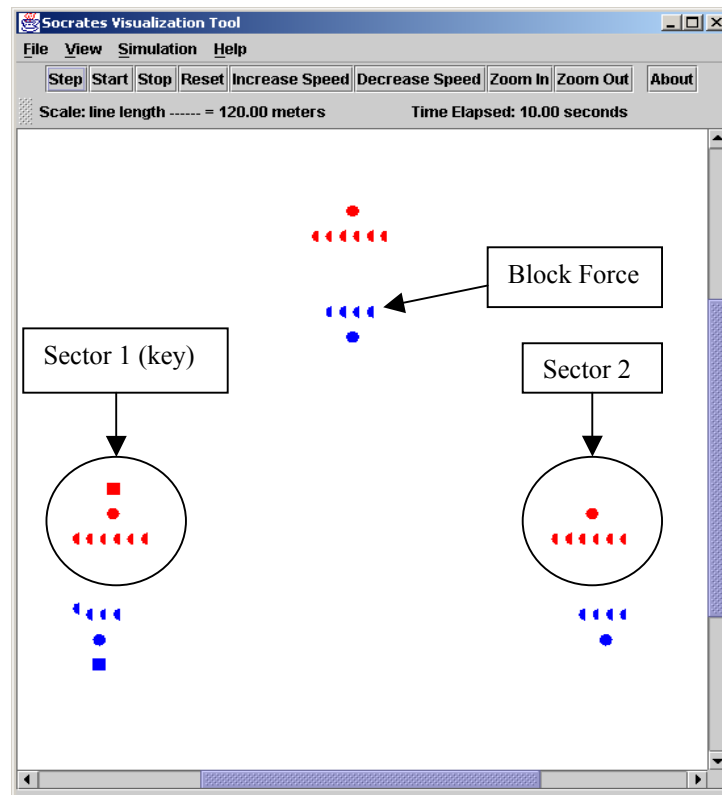 Socrates Visualization Tool
File View Simulation Help
Step Start Stop Reset Increase Speed Decrease Speed Zoom In Zoom Out About
Scale: line length ------ = 120.00 meters Time Elapsed: 10.00 seconds
Block Force
Sector 1 (key)
Sector 2